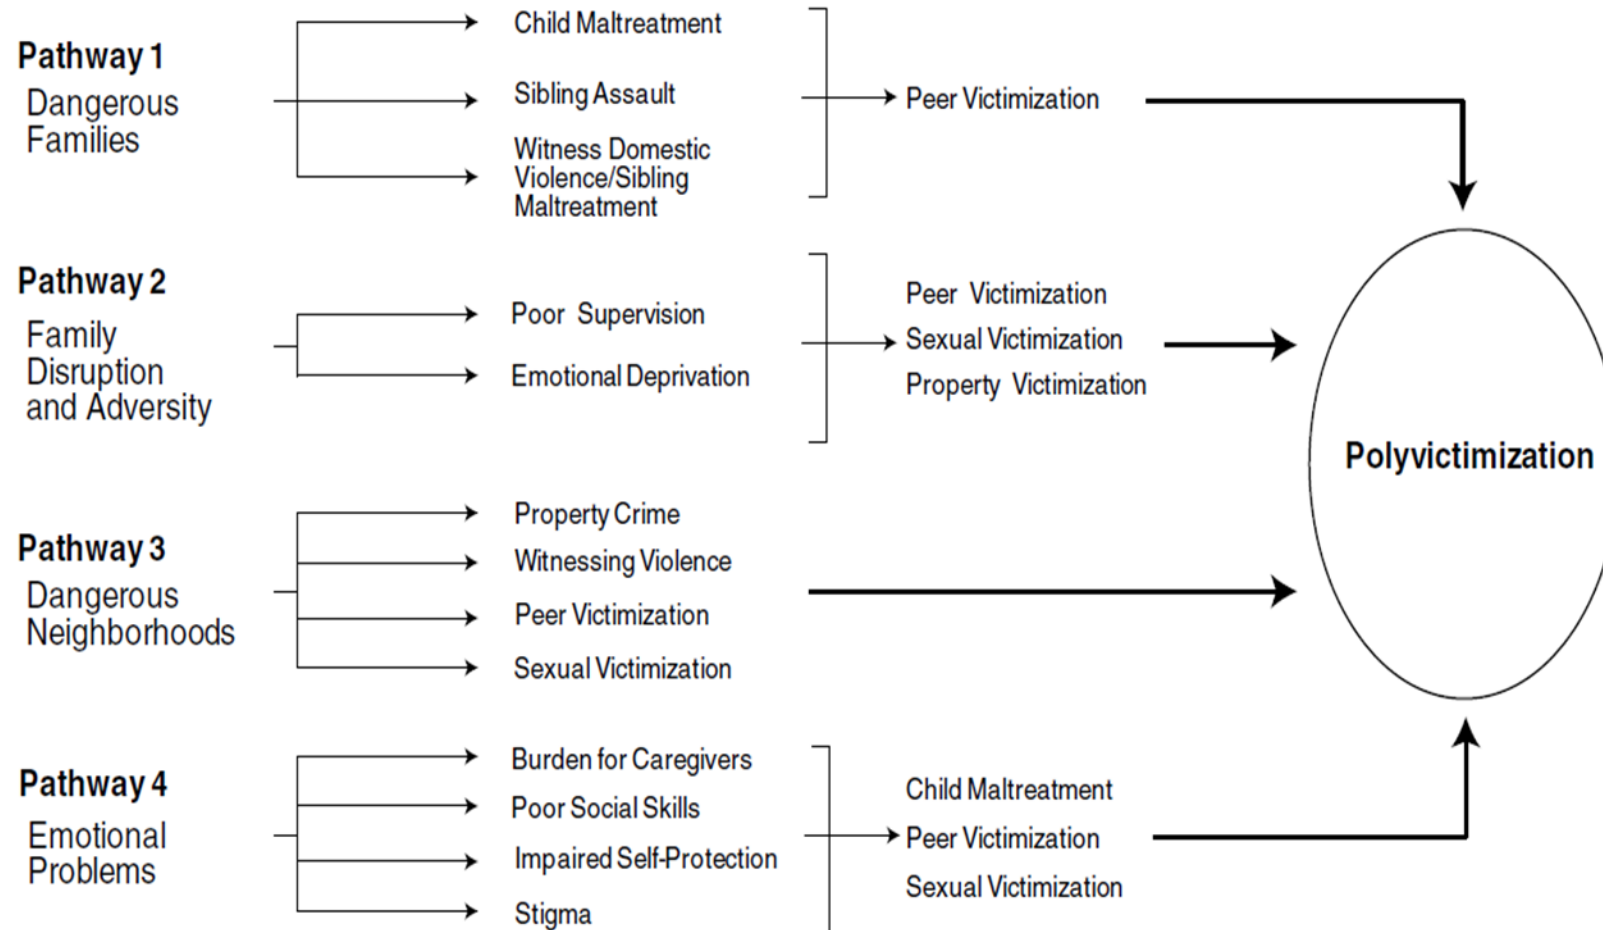 Pathway 1
Dangerous
Families
Child Maltreatment
Sibling Assault
Witness Domestic
Violence/Sibling
Maltreatment
Peer Victimization
Pathway 2
Family
Disruption
and Adversity
Poor Supervision
Emotional Deprivation
Peer Victimization
Sexual Victimization
Property Victimization
Polyvictimization
Pathway 3
Dangerous
Neighborhoods
Property Crime
Witnessing Violence
Peer Victimization
Sexual Victimization
Pathway 4
Emotional
Problems
Burden for Caregivers
Poor Social Skills
Impaired Self-Protection
Stigma
Child Maltreatment
Peer Victimization
Sexual Victimization